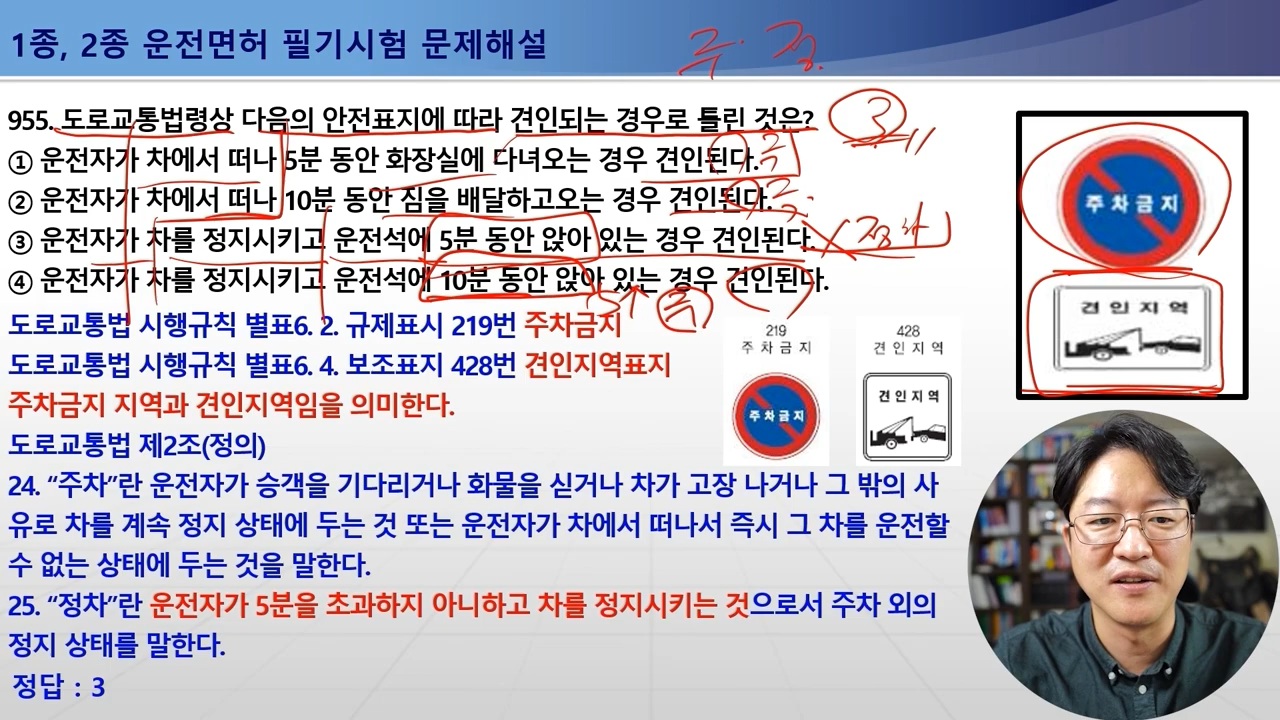 1종, 2종 운전면허 필기시험 문제해설
주. 정.
955. 도로교통법령상 다음의 안전표지에 따라 견인되는 경우로 틀린 것은?
3
① 운전자가 차에서 떠나 5분 동안 화장실에 다녀오는 경우 견인된다.
② 운전자가 차에서 떠나 10분 동안 짐을 배달하고오는 경우 견인된다.
③ 운전자가 차를 정지시키고 운전석에 5분 동안 앉아 있는 경우 견인된다.
정차
④ 운전자가 차를 정지시키고 운전석에 10분 동안 앉아 있는 경우 견인된다.
주차금지
견인지역
도로교통법 시행규칙 별표6. 2. 규제표시 219번 주차금지
도로교통법 시행규칙 별표6. 4. 보조표지 428번 견인지역표지
주차금지 지역과 견인지역임을 의미한다.
219
주차금지
주차금지
428
견인지역
견인지역
도로교통법 제2조(정의)
24. “주차”란 운전자가 승객을 기다리거나 화물을 싣거나 차가 고장 나거나 그 밖의 사
유로 차를 계속 정지 상태에 두는 것 또는 운전자가 차에서 떠나서 즉시 그 차를 운전할
수 없는 상태에 두는 것을 말한다.
25. “정차”란 운전자가 5분을 초과하지 아니하고 차를 정지시키는 것으로서 주차 외의
정지 상태를 말한다.
정답 : 3